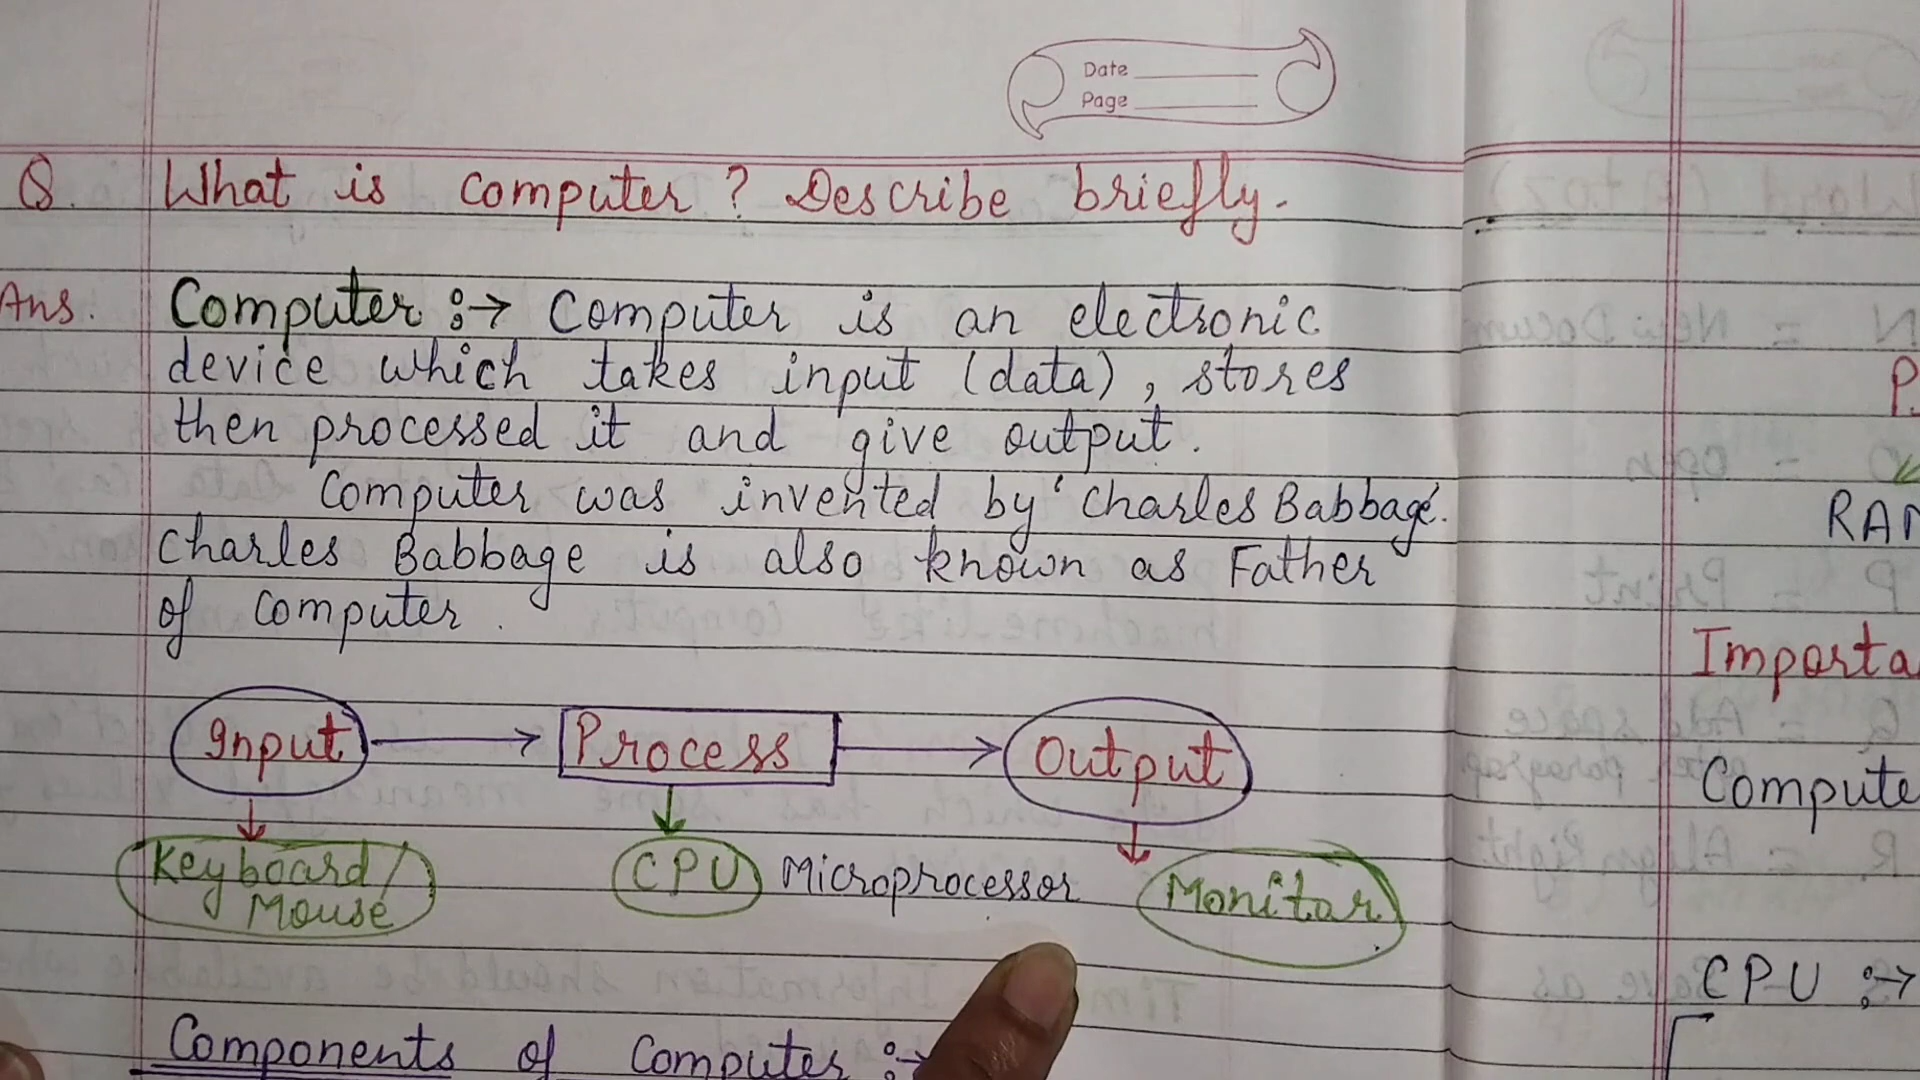 Date
Page
Q. What is computer? Describe briefly.
Ans. Computer :→ Computer is an electronic
device which takes input (data), stores
then processed it and give output.
Computer was invented by 'Charles Babbage'.
Charles Babbage is also known as Father
of Computer.
Input → Process → Output
Keyboard/ CPU Microprocessor Monitar
Mouse
Components of Computer :→
P.
RAM
Importa
Compute
CPU :→